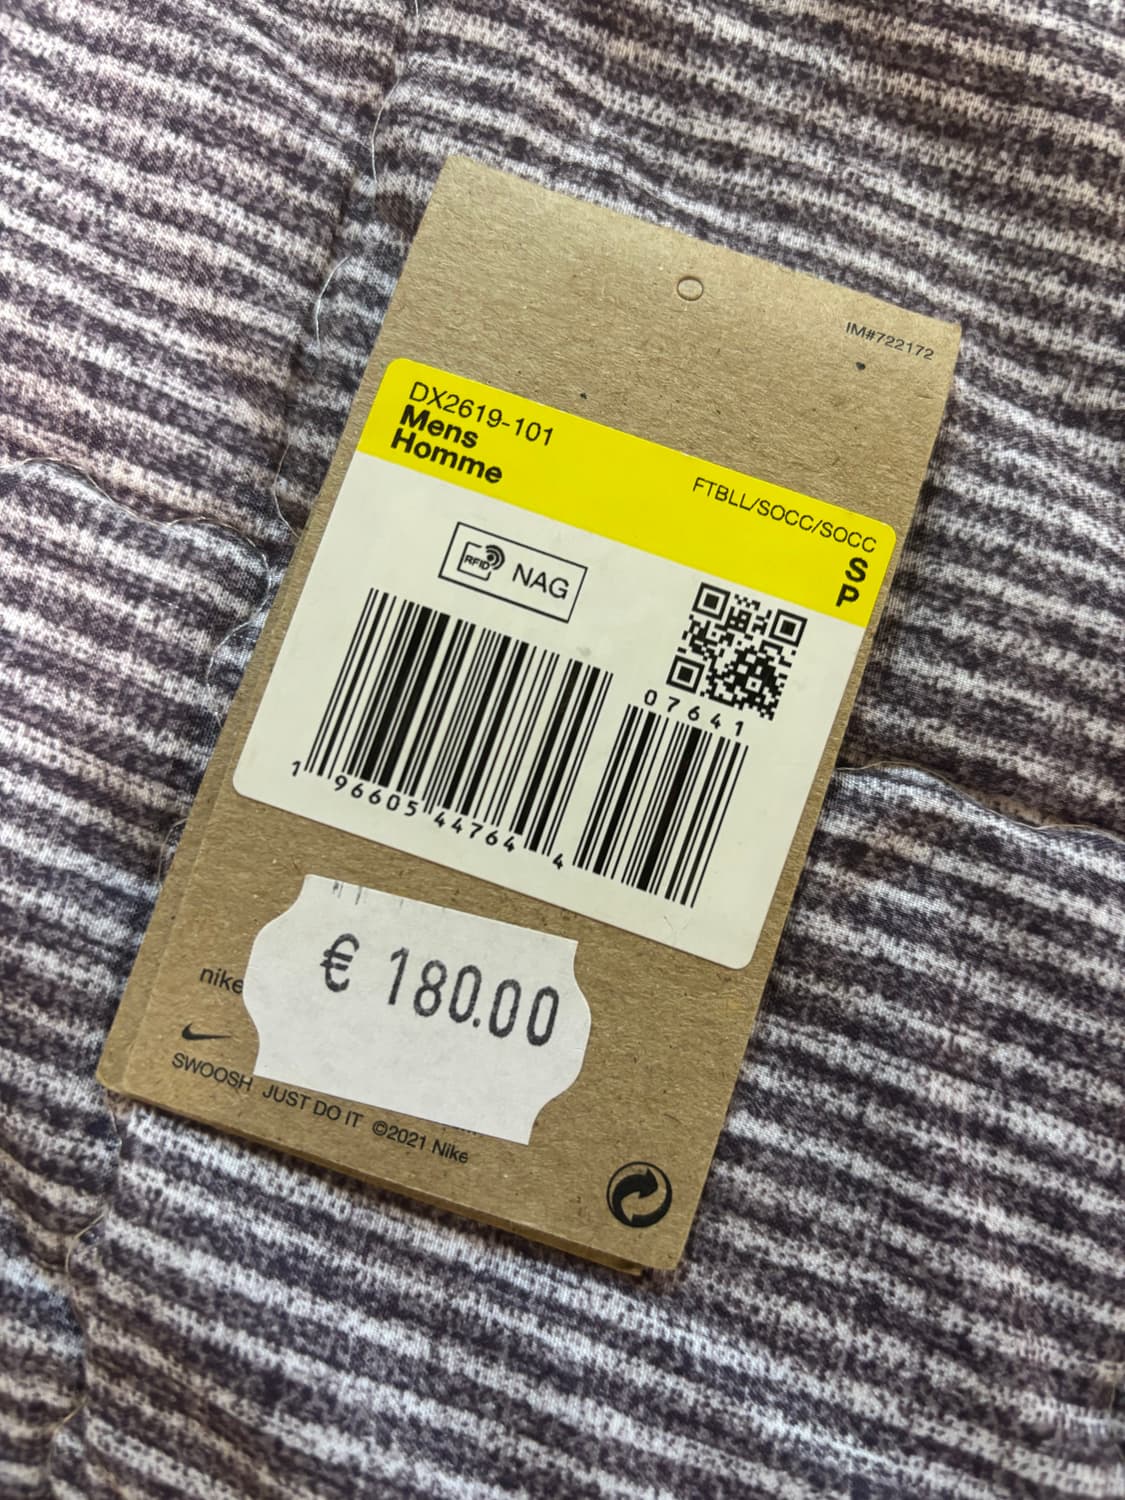 IM#722172
DX2619-101
Mens
Homme
FTBLL/SOCC/SOCC
S
P
RFID NAG
07641
1 96605 44764 4
€ 180.00
nike
SWOOSH JUST DO IT ©2021 Nike